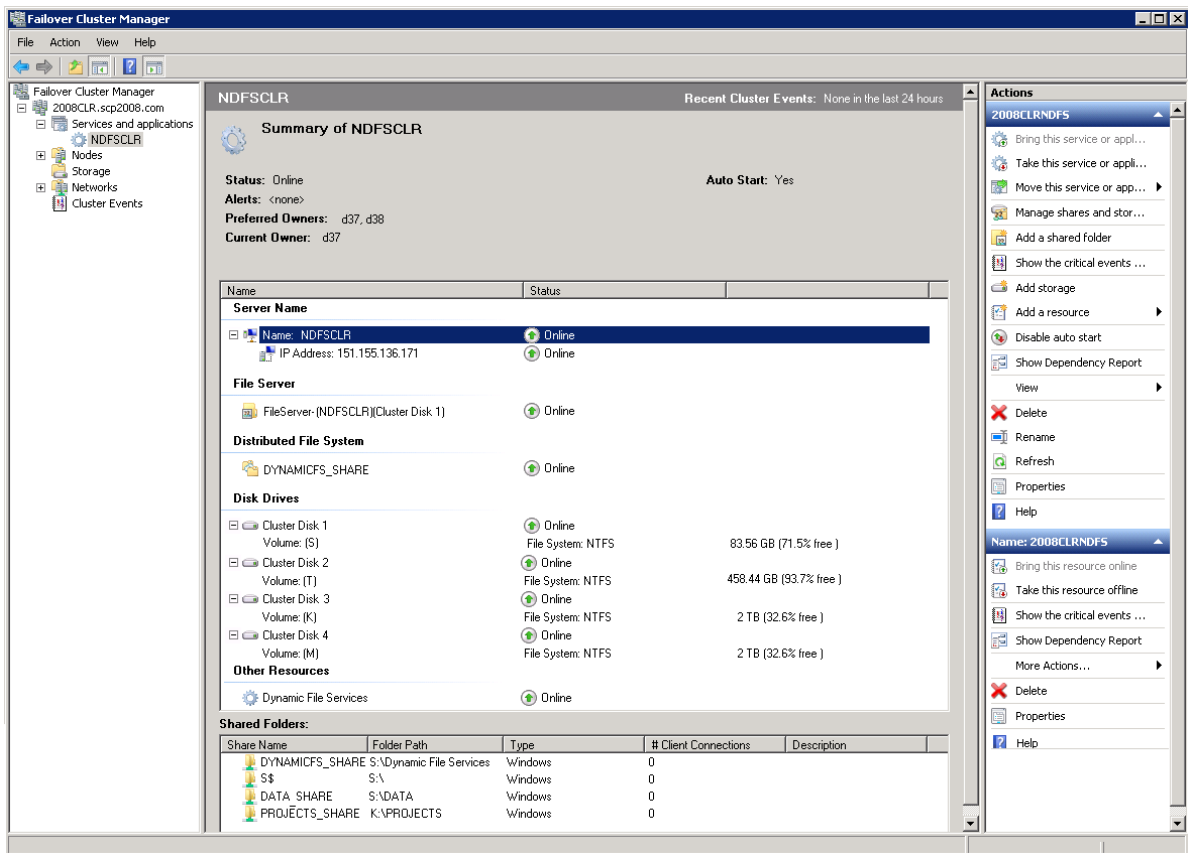 Failover Cluster Manager
File Action View Help
Failover Cluster Manager
2008CLR.scp2008.com
Services and applications
NDFSCLR
Nodes
Storage
Networks
Cluster Events
NDFSCLR Recent Cluster Events: None in the last 24 hours
Summary of NDFSCLR
Status: Online Auto Start: Yes
Alerts: <none>
Preferred Owners: d37, d38
Current Owner: d37
Name Status
Server Name
Name: NDFSCLR Online
IP Address: 151.155.136.171 Online
File Server
FileServer-(NDFSCLR)(Cluster Disk 1) Online
Distributed File System
DYNAMICFS_SHARE Online
Disk Drives
Cluster Disk 1 Online
Volume: (S) File System: NTFS 83.56 GB (71.5% free )
Cluster Disk 2 Online
Volume: (T) File System: NTFS 458.44 GB (93.7% free )
Cluster Disk 3 Online
Volume: (K) File System: NTFS 2 TB (32.6% free )
Cluster Disk 4 Online
Volume: (M) File System: NTFS 2 TB (32.6% free )
Other Resources
Dynamic File Services Online
Shared Folders:
Share Name Folder Path Type # Client Connections Description
DYNAMICFS_SHARE S:\Dynamic File Services Windows 0
S$ S:\ Windows 0
DATA_SHARE S:\DATA Windows 0
PROJECTS_SHARE K:\PROJECTS Windows 0
Actions
2008CLRNDFS
Bring this service or appl...
Take this service or appli...
Move this service or app...
Manage shares and stor...
Add a shared folder
Show the critical events ...
Add storage
Add a resource
Disable auto start
Show Dependency Report
View
Delete
Rename
Refresh
Properties
Help
Name: 2008CLRNDFS
Bring this resource online
Take this resource offline
Show the critical events ...
Show Dependency Report
More Actions...
Delete
Properties
Help